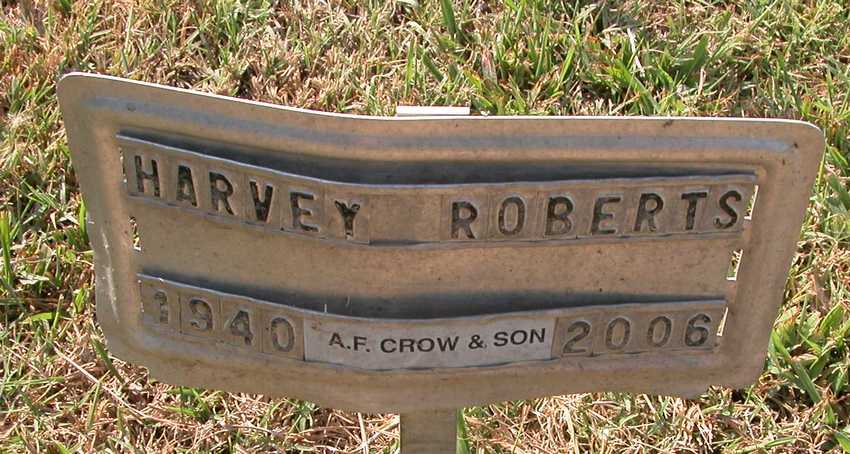 HARVEY ROBERTS
1940 A.F. CROW & SON 2006